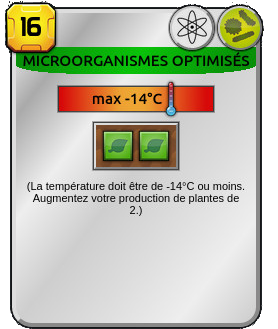 16
MICROORGANISMES OPTIMISÉS
max -14°C
(La température doit être de -14°C ou moins.
Augmentez votre production de plantes de
2.)